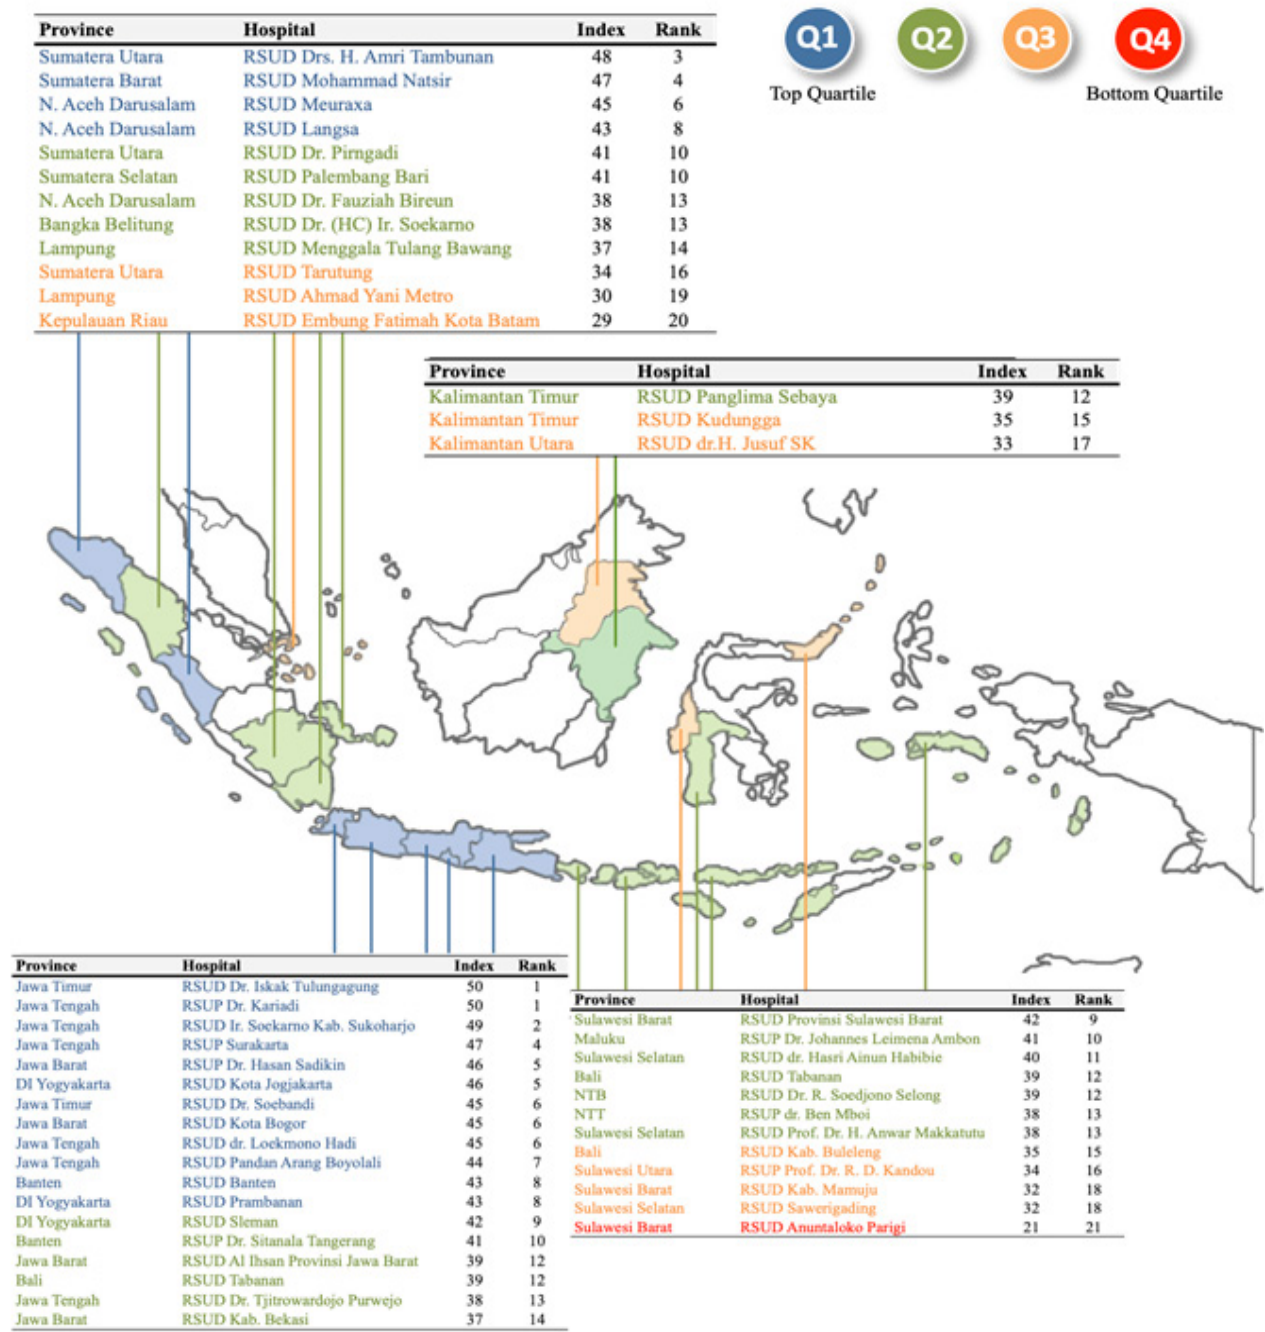 Province Hospital Index Rank
Sumatera Utara RSUD Drs. H. Amri Tambunan 48 3
Sumatera Barat RSUD Mohammad Natsir 47 4
N. Aceh Darusalam RSUD Meuraxa 45 6
N. Aceh Darusalam RSUD Langsa 43 8
Sumatera Utara RSUD Dr. Pirngadi 41 10
Sumatera Selatan RSUD Palembang Bari 41 10
N. Aceh Darusalam RSUD Dr. Fauziah Bireun 38 13
Bangka Belitung RSUD Dr. (HC) Ir. Soekarno 38 13
Lampung RSUD Menggala Tulang Bawang 37 14
Sumatera Utara RSUD Tarutung 34 16
Lampung RSUD Ahmad Yani Metro 30 19
Kepulauan Riau RSUD Embung Fatimah Kota Batam 29 20
Q1 Q2 Q3 Q4
Top Quartile Bottom Quartile
Province Hospital Index Rank
Kalimantan Timur RSUD Panglima Sebaya 39 12
Kalimantan Timur RSUD Kudungga 35 15
Kalimantan Utara RSUD dr.H. Jusuf SK 33 17
Province Hospital Index Rank
Jawa Timur RSUD Dr. Iskak Tulungagung 50 1
Jawa Tengah RSUP Dr. Kariadi 50 1
Jawa Tengah RSUD Ir. Soekarno Kab. Sukoharjo 49 2
Jawa Tengah RSUP Surakarta 47 4
Jawa Barat RSUP Dr. Hasan Sadikin 46 5
DI Yogyakarta RSUD Kota Jogjakarta 46 5
Jawa Timur RSUD Dr. Soebandi 45 6
Jawa Barat RSUD Kota Bogor 45 6
Jawa Tengah RSUD dr. Loekmono Hadi 45 6
Jawa Tengah RSUD Pandan Arang Boyolali 44 7
Banten RSUD Banten 43 8
DI Yogyakarta RSUD Prambanan 43 8
DI Yogyakarta RSUD Sleman 42 9
Banten RSUP Dr. Sitanala Tangerang 41 10
Jawa Barat RSUD Al Ihsan Provinsi Jawa Barat 39 12
Bali RSUD Tabanan 39 12
Jawa Tengah RSUD Dr. Tjitrowardojo Purwejo 38 13
Jawa Barat RSUD Kab. Bekasi 37 14
Province Hospital Index Rank
Sulawesi Barat RSUD Provinsi Sulawesi Barat 42 9
Maluku RSUP Dr. Johannes Leimena Ambon 41 10
Sulawesi Selatan RSUD dr. Hasri Ainun Habibie 40 11
Bali RSUD Tabanan 39 12
NTB RSUD Dr. R. Soedjono Selong 39 12
NTT RSUP dr. Ben Mboi 38 13
Sulawesi Selatan RSUD Prof. Dr. H. Anwar Makkatutu 38 13
Bali RSUD Kab. Buleleng 35 15
Sulawesi Utara RSUP Prof. Dr. R. D. Kandou 34 16
Sulawesi Barat RSUD Kab. Mamuju 32 18
Sulawesi Selatan RSUD Sawerigading 32 18
Sulawesi Barat RSUD Anuntaloko Parigi 21 21